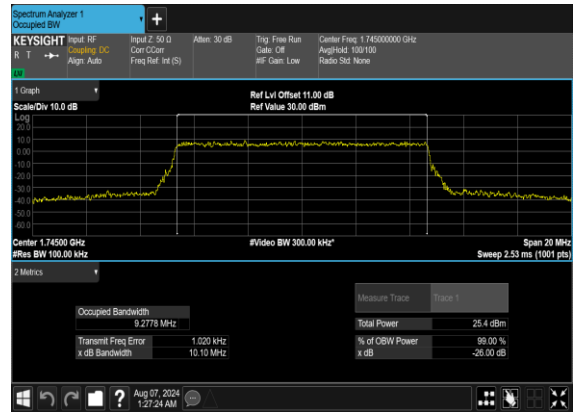 Spectrum Analyzer 1
Occupied BW
+
KEYSIGHT Input: RF Input Z: 50 Ω Atten: 30 dB Trig: Free Run Center Freq: 1.745000000 GHz
R T Coupling: DC Corr CCorr Gate: Off Avg|Hold: 100/100
Align: Auto Freq Ref: Int (S) #IF Gain: Low Radio Std: None
1 Graph
Ref Lvl Offset 11.00 dB
Scale/Div 10.0 dB Ref Value 30.00 dBm
Log
20.0
10.0
0.00
-10.0
-20.0
-30.0
-40.0
-50.0
-60.0
Center 1.74500 GHz #Video BW 300.00 kHz* Span 20 MHz
#Res BW 100.00 kHz Sweep 2.53 ms (1001 pts)
2 Metrics
Measure Trace Trace 1
Occupied Bandwidth
9.2778 MHz Total Power 25.4 dBm
Transmit Freq Error 1.020 kHz % of OBW Power 99.00 %
x dB Bandwidth 10.10 MHz x dB -26.00 dB
?
Aug 07, 2024
1:27:24 AM